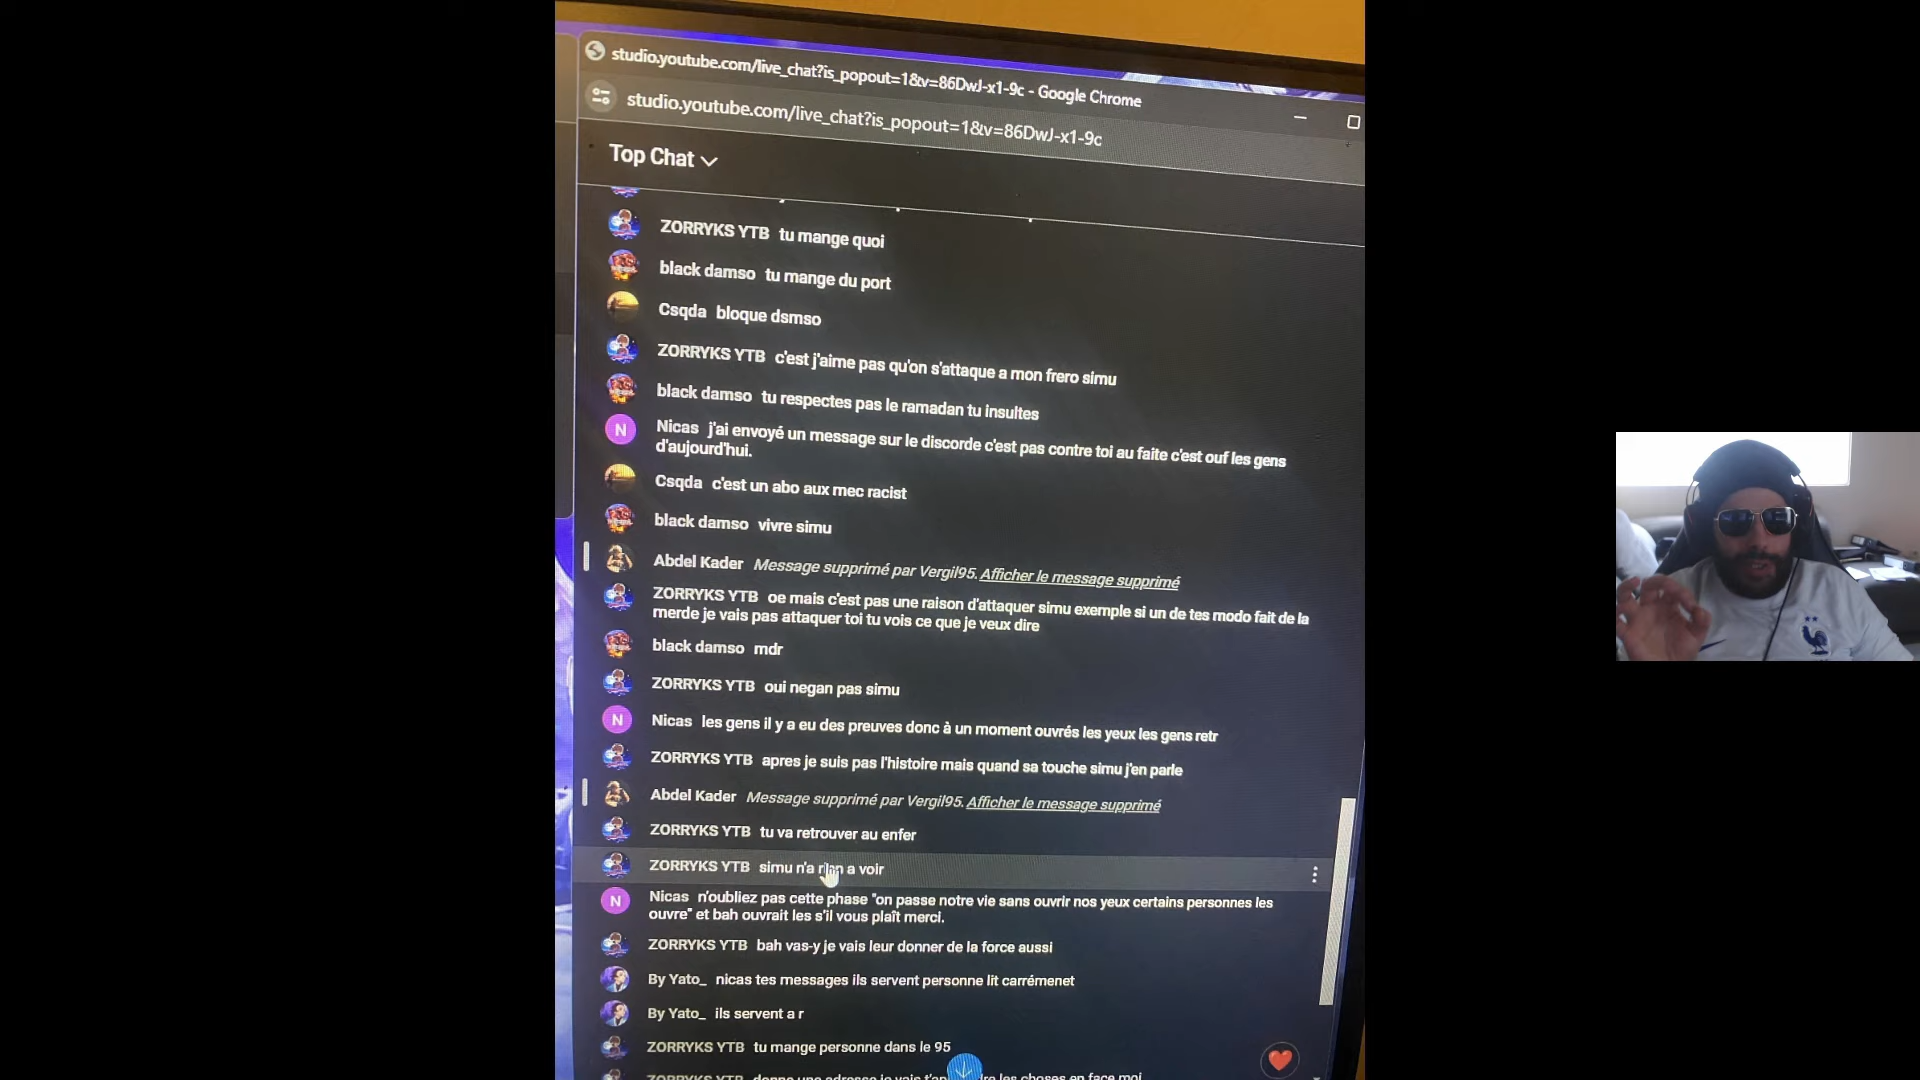 studio.youtube.com/live_chat?is_popout=1&v=86DwJ-x1-9c - Google Chrome
studio.youtube.com/live_chat?is_popout=1&v=86DwJ-x1-9c
Top Chat
ZORRYKS YTB tu mange quoi
black damso tu mange du port
Csqda bloque dsmso
ZORRYKS YTB c'est j'aime pas qu'on s'attaque a mon frero simu
black damso tu respectes pas le ramadan tu insultes
N Nicas j'ai envoyé un message sur le discorde c'est pas contre toi au faite c'est ouf les gens
d'aujourd'hui.
Csqda c'est un abo aux mec racist
black damso vivre simu
Abdel Kader Message supprimé par Vergil95. Afficher le message supprimé
ZORRYKS YTB oe mais c'est pas une raison d'attaquer simu exemple si un de tes modo fait de la
merde je vais pas attaquer toi tu vois ce que je veux dire
black damso mdr
ZORRYKS YTB oui negan pas simu
N Nicas les gens il y a eu des preuves donc à un moment ouvrés les yeux les gens retr
ZORRYKS YTB apres je suis pas l'histoire mais quand sa touche simu j'en parle
Abdel Kader Message supprimé par Vergil95. Afficher le message supprimé
ZORRYKS YTB tu va retrouver au enfer
ZORRYKS YTB simu n'a rien a voir
N Nicas n'oubliez pas cette phase "on passe notre vie sans ouvrir nos yeux certains personnes les
ouvre" et bah ouvrait les s'il vous plaît merci.
ZORRYKS YTB bah vas-y je vais leur donner de la force aussi
By Yato_ nicas tes messages ils servent personne lit carrémenet
By Yato_ ils servent a r
ZORRYKS YTB tu mange personne dans le 95
ZORRYKS YTB donne une adresse je vais les choses en face moi